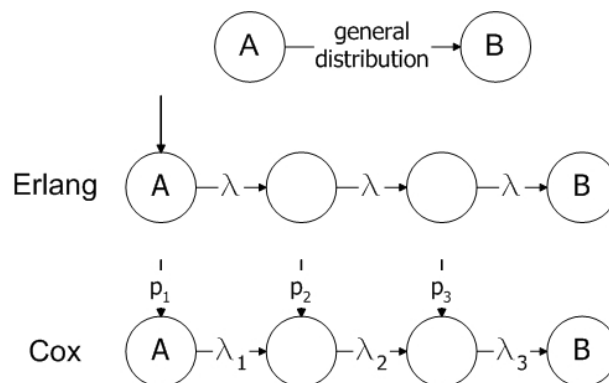 A general distribution B
Erlang A λ λ λ B
p₁ p₂ p₃
Cox A λ₁ λ₂ λ₃ B